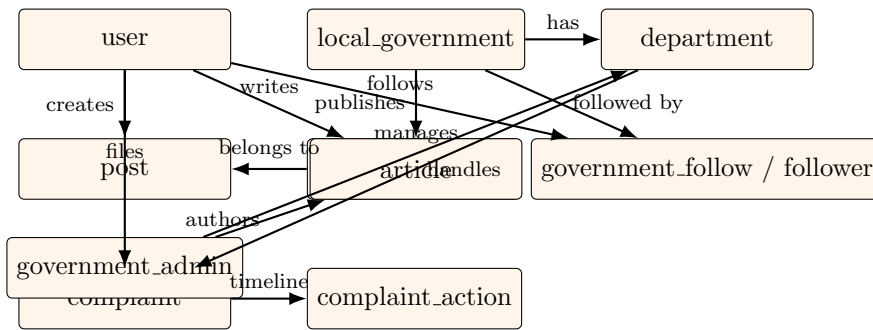 user
local_government
has
department
creates
writes
follows
publishes
followed by
files
post
belongs to
manages
article
handles
government_follow / follower
authors
government_admin
complaint
timeline
complaint_action